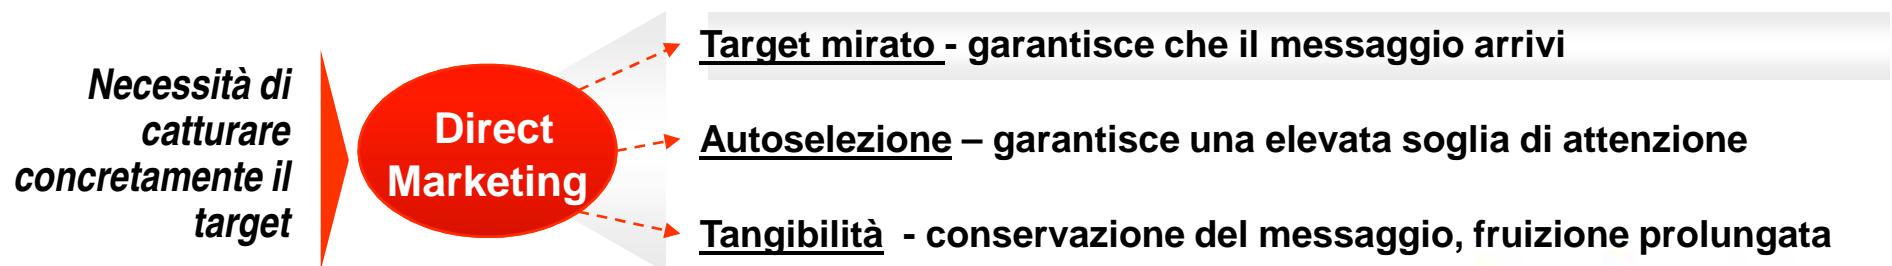 Necessità di
catturare
concretamente il
target
Direct
Marketing
Target mirato - garantisce che il messaggio arrivi
Autoselezione – garantisce una elevata soglia di attenzione
Tangibilità - conservazione del messaggio, fruizione prolungata